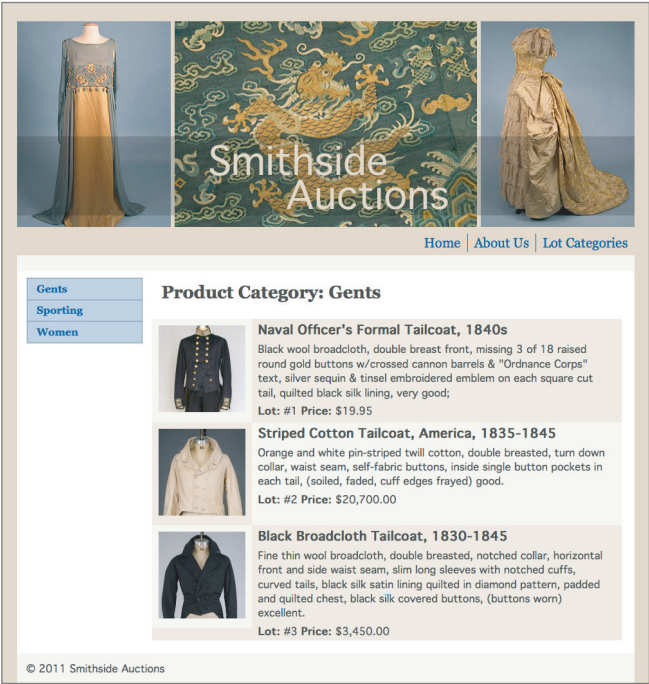 Smithside
Auctions
Home
About Us
Lot Categories
Gents
Sporting
Women
Product Category: Gents
Naval Officer's Formal Tailcoat, 1840s
Black wool broadcloth, double breast front, missing 3 of 18 raised
round gold buttons w/crossed cannon barrels & "Ordnance Corps"
text, silver sequin & tinsel embroidered emblem on each square cut
tail, quilted black silk lining, very good;
Lot: #1 Price: $19.95
Striped Cotton Tailcoat, America, 1835-1845
Orange and white pin-striped twill cotton, double breasted, turn down
collar, waist seam, self-fabric buttons, inside single button pockets in
each tail, (soiled, faded, cuff edges frayed) good.
Lot: #2 Price: $20,700.00
Black Broadcloth Tailcoat, 1830-1845
Fine thin wool broadcloth, double breasted, notched collar, horizontal
front and side waist seam, slim long sleeves with notched cuffs,
curved tails, black silk satin lining quilted in diamond pattern, padded
and quilted chest, black silk covered buttons, (buttons worn)
excellent.
Lot: #3 Price: $3,450.00
© 2011 Smithside Auctions